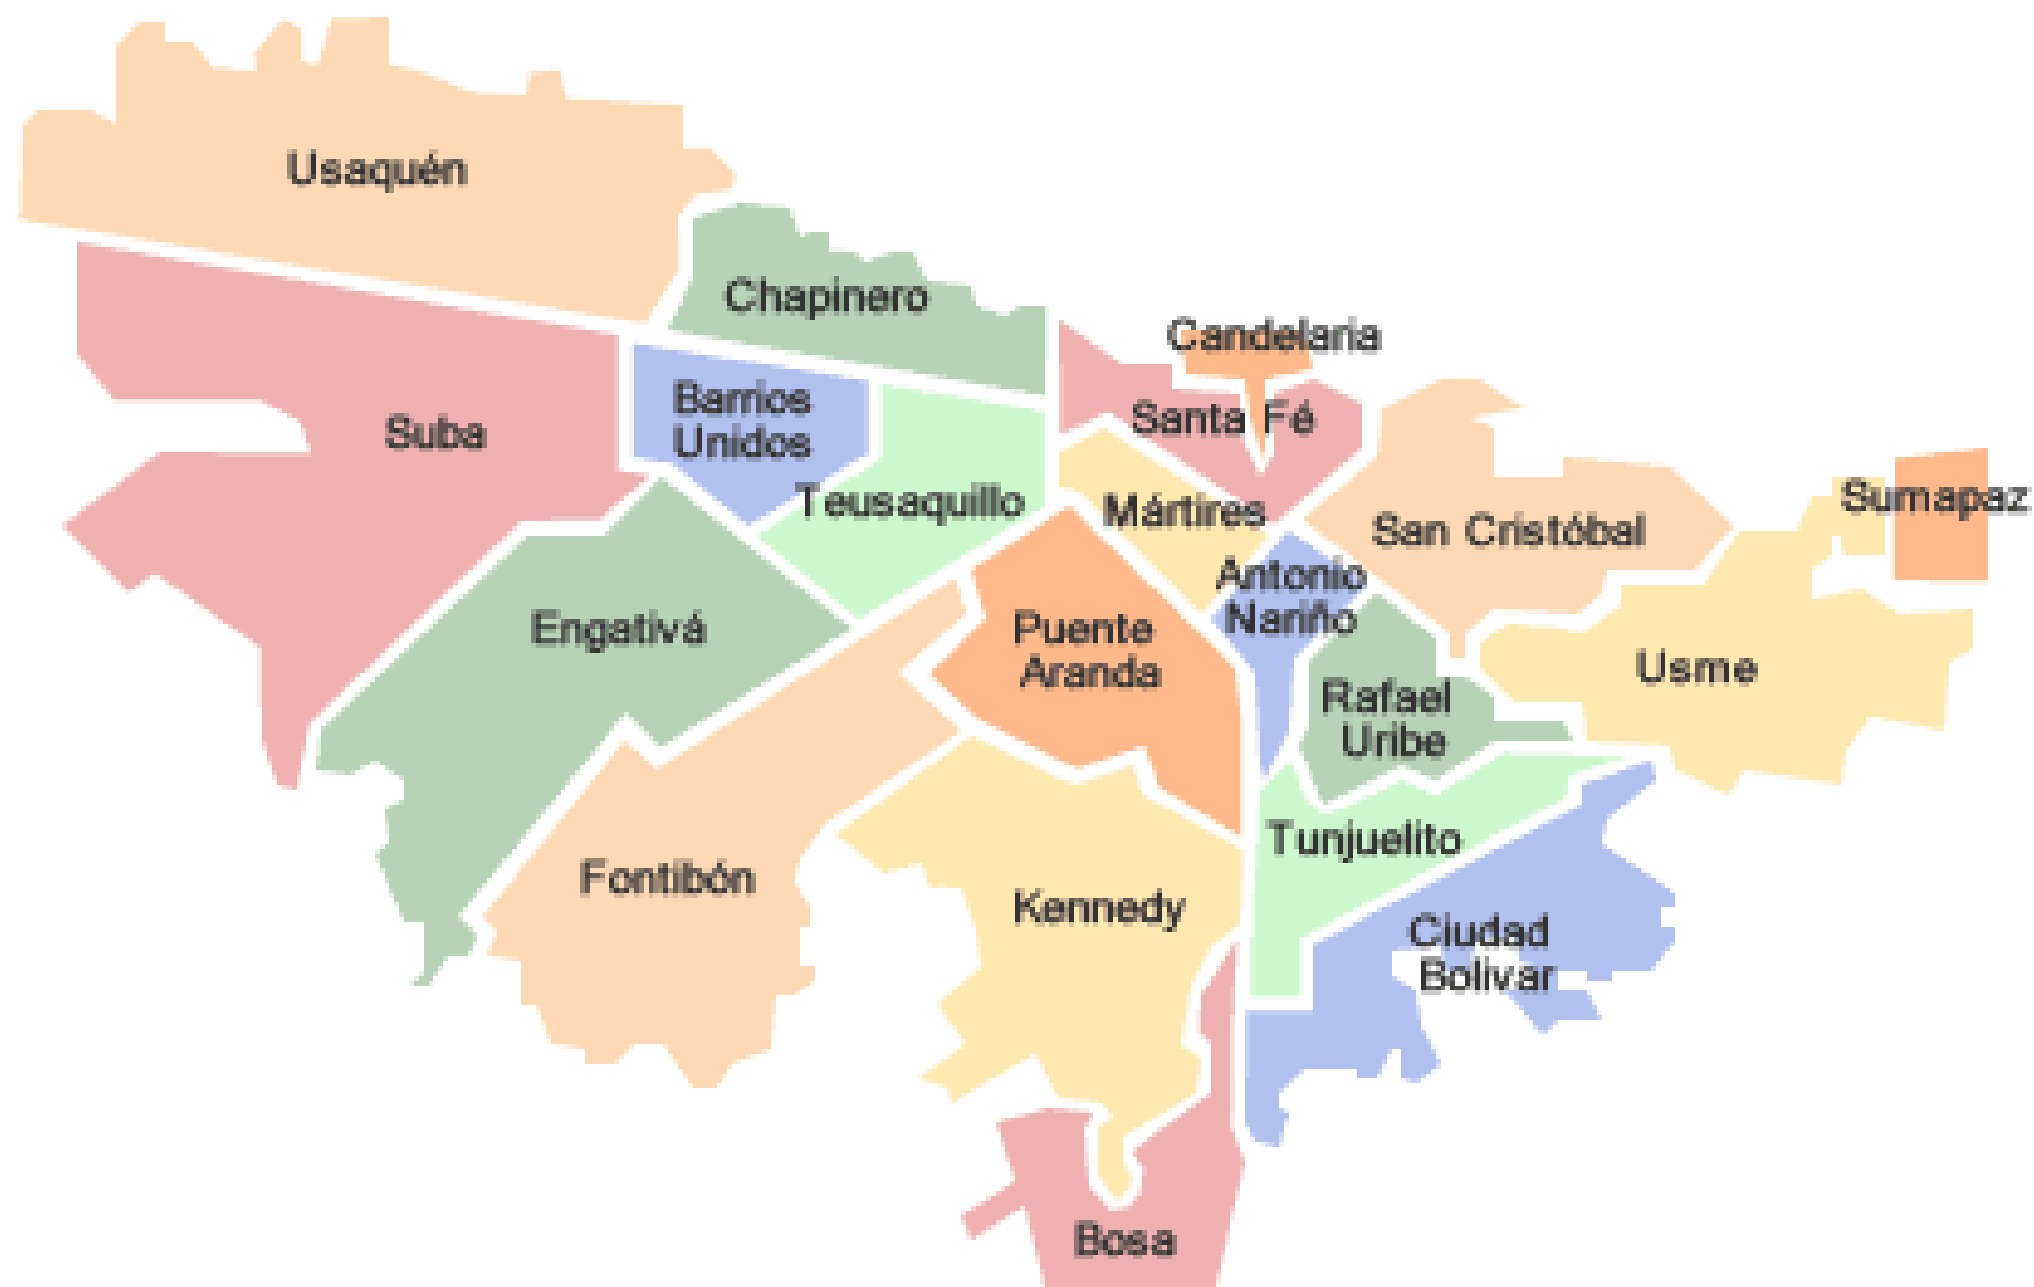 Usaquén
Chapinero
Candelaria
Suba
Barrios
Unidos
Santa Fé
Teusaquillo
Mártires
San Cristóbal
Sumapaz
Antonio
Nariño
Engativá
Puente
Aranda
Rafael
Uribe
Usme
Tunjuelito
Fontibón
Kennedy
Ciudad
Bolivar
Bosa